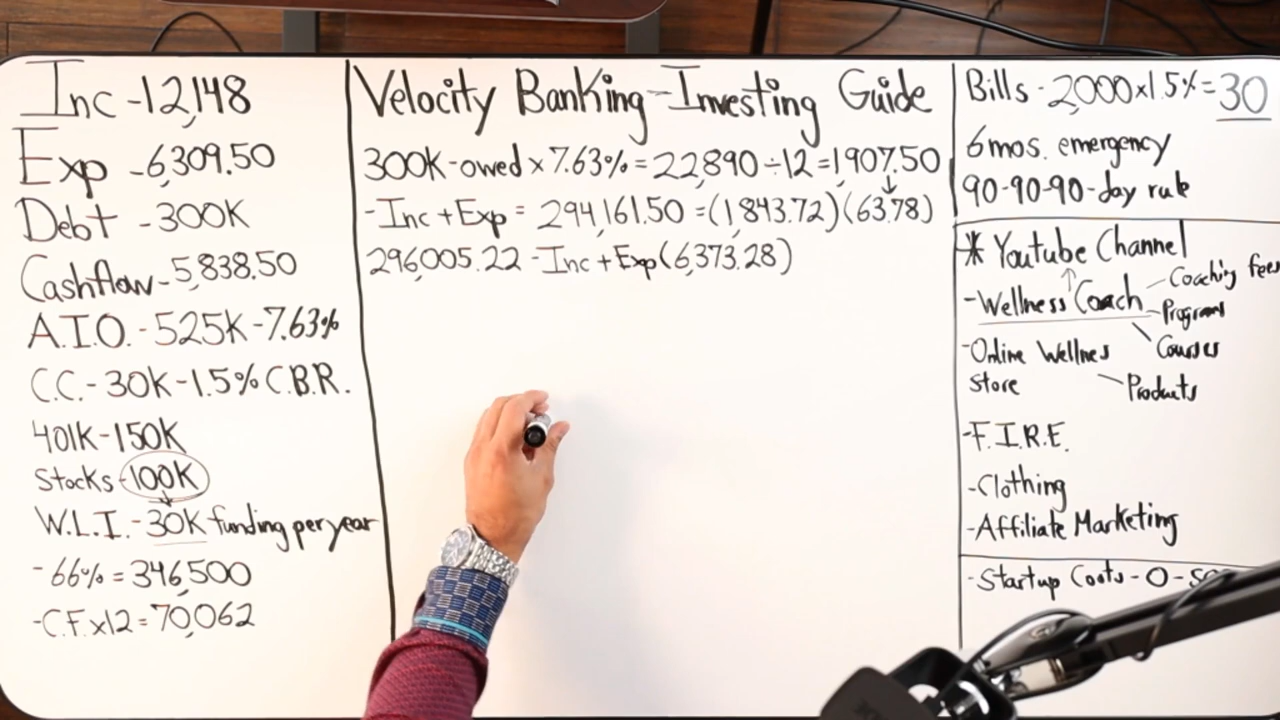 Inc -12,148
Exp -6,309.50
Debt -300K
Cashflow -5,838.50
A.I.O. -525K -7.63%
C.C.- 30K -1.5% C.B.R.
401K -150K
Stocks -100K
W.L.I. -30K funding per year
- 66% = 346,500
-C.F. x12 = 70,062
Velocity Banking - Investing Guide
300K -owed x 7.63% = 22,890 ÷ 12 = 1,907.50
- Inc + Exp = 294,161.50 = (1,843.72) (63.78)
296,005.22 - Inc + Exp (6,373.28)
Bills - 2,000 x 1.5% = 30
6 mos. emergency
90-90-90-day rule
* Youtube Channel
-Wellness Coach
-Coaching fees
-Programs
-Courses
-Online Wellnes
Store
-Products
-F.I.R.E.
-Clothing
-Affiliate Marketing
-Startup Costs - 0 -